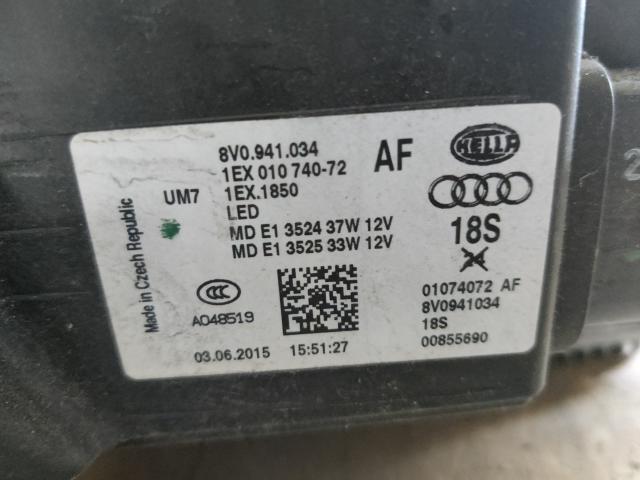 8V0.941.034 AF
1EX 010 740-72
UM7 1EX.1850
LED
MD E1 3524 37W 12V
MD E1 3525 33W 12V
Made in Czech Republic
HELLA
18S
CCC
A048519
03.06.2015 15:51:27
01074072 AF
8V0941034
18S
00855690
2